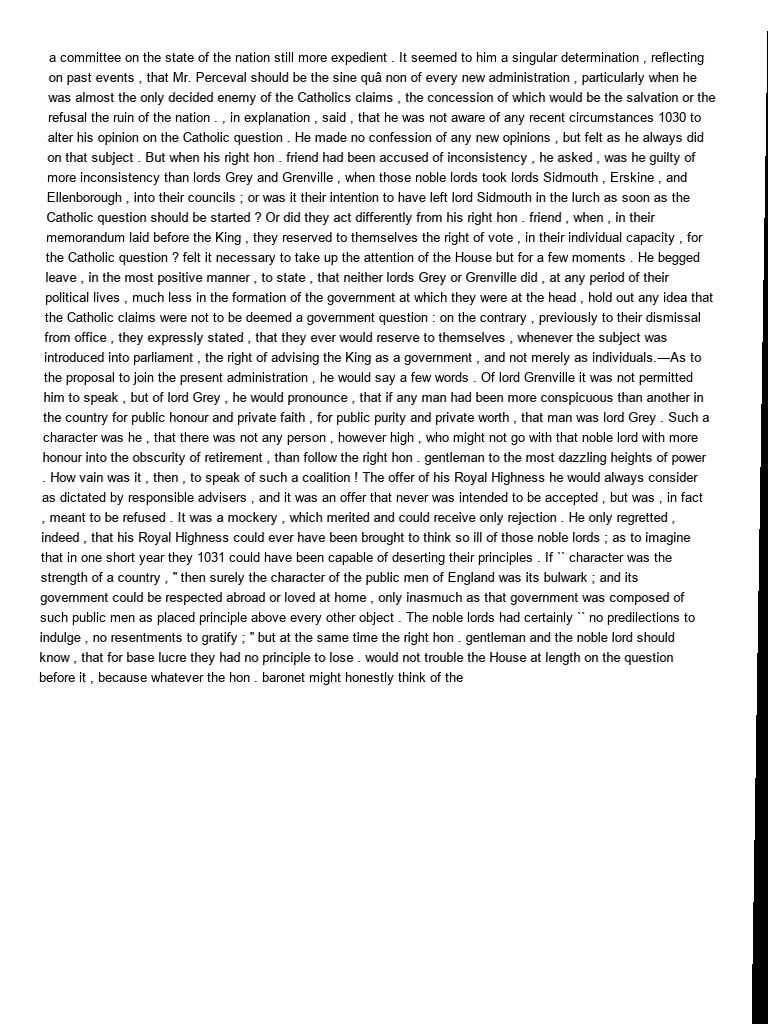 a committee on the state of the nation still more expedient . It seemed to him a singular determination , reflecting
on past events , that Mr. Perceval should be the sine quâ non of every new administration , particularly when he
was almost the only decided enemy of the Catholics claims , the concession of which would be the salvation or the
refusal the ruin of the nation . , in explanation , said , that he was not aware of any recent circumstances 1030 to
alter his opinion on the Catholic question . He made no confession of any new opinions , but felt as he always did
on that subject . But when his right hon . friend had been accused of inconsistency , he asked , was he guilty of
more inconsistency than lords Grey and Grenville , when those noble lords took lords Sidmouth , Erskine , and
Ellenborough , into their councils ; or was it their intention to have left lord Sidmouth in the lurch as soon as the
Catholic question should be started ? Or did they act differently from his right hon . friend , when , in their
memorandum laid before the King , they reserved to themselves the right of vote , in their individual capacity , for
the Catholic question ? felt it necessary to take up the attention of the House but for a few moments . He begged
leave , in the most positive manner , to state , that neither lords Grey or Grenville did , at any period of their
political lives , much less in the formation of the government at which they were at the head , hold out any idea that
the Catholic claims were not to be deemed a government question : on the contrary , previously to their dismissal
from office , they expressly stated , that they ever would reserve to themselves , whenever the subject was
introduced into parliament , the right of advising the King as a government , and not merely as individuals.—As to
the proposal to join the present administration , he would say a few words . Of lord Grenville it was not permitted
him to speak , but of lord Grey , he would pronounce , that if any man had been more conspicuous than another in
the country for public honour and private faith , for public purity and private worth , that man was lord Grey . Such a
character was he , that there was not any person , however high , who might not go with that noble lord with more
honour into the obscurity of retirement , than follow the right hon . gentleman to the most dazzling heights of power
. How vain was it , then , to speak of such a coalition ! The offer of his Royal Highness he would always consider
as dictated by responsible advisers , and it was an offer that never was intended to be accepted , but was , in fact
, meant to be refused . It was a mockery , which merited and could receive only rejection . He only regretted ,
indeed , that his Royal Highness could ever have been brought to think so ill of those noble lords ; as to imagine
that in one short year they 1031 could have been capable of deserting their principles . If `` character was the
strength of a country , " then surely the character of the public men of England was its bulwark ; and its
government could be respected abroad or loved at home , only inasmuch as that government was composed of
such public men as placed principle above every other object . The noble lords had certainly `` no predilections to
indulge , no resentments to gratify ; " but at the same time the right hon . gentleman and the noble lord should
know , that for base lucre they had no principle to lose . would not trouble the House at length on the question
before it , because whatever the hon . baronet might honestly think of the